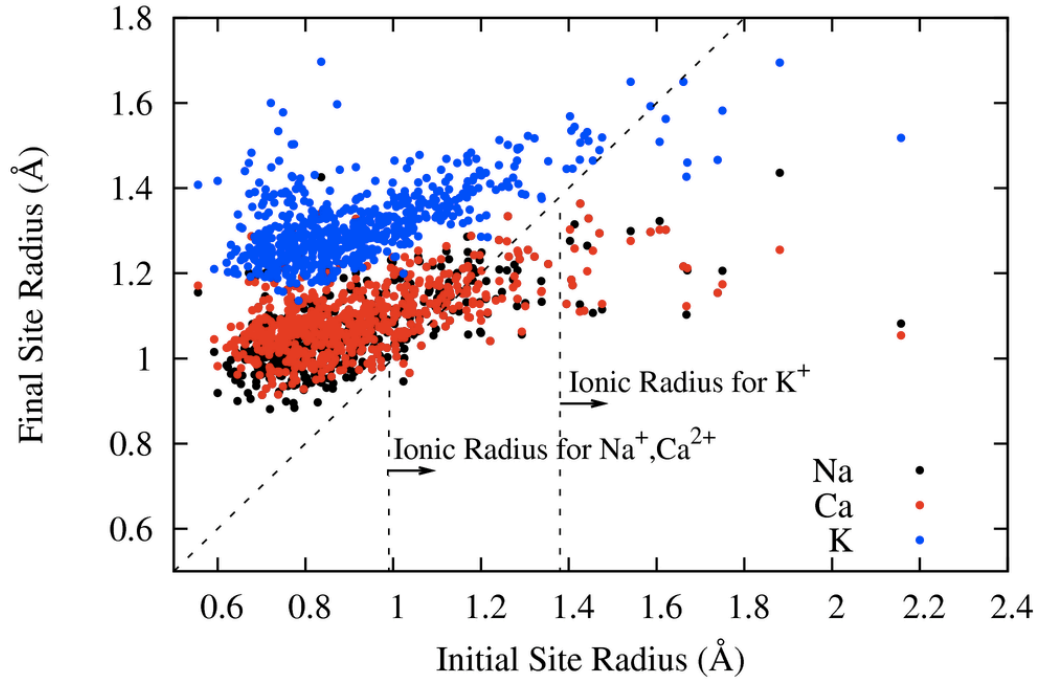 1.8
1.6
1.4
1.2
1
0.8
0.6
Final Site Radius (Å)
Ionic Radius for K⁺
Ionic Radius for Na⁺,Ca²⁺
Na
Ca
K
0.6 0.8 1 1.2 1.4 1.6 1.8 2 2.2 2.4
Initial Site Radius (Å)